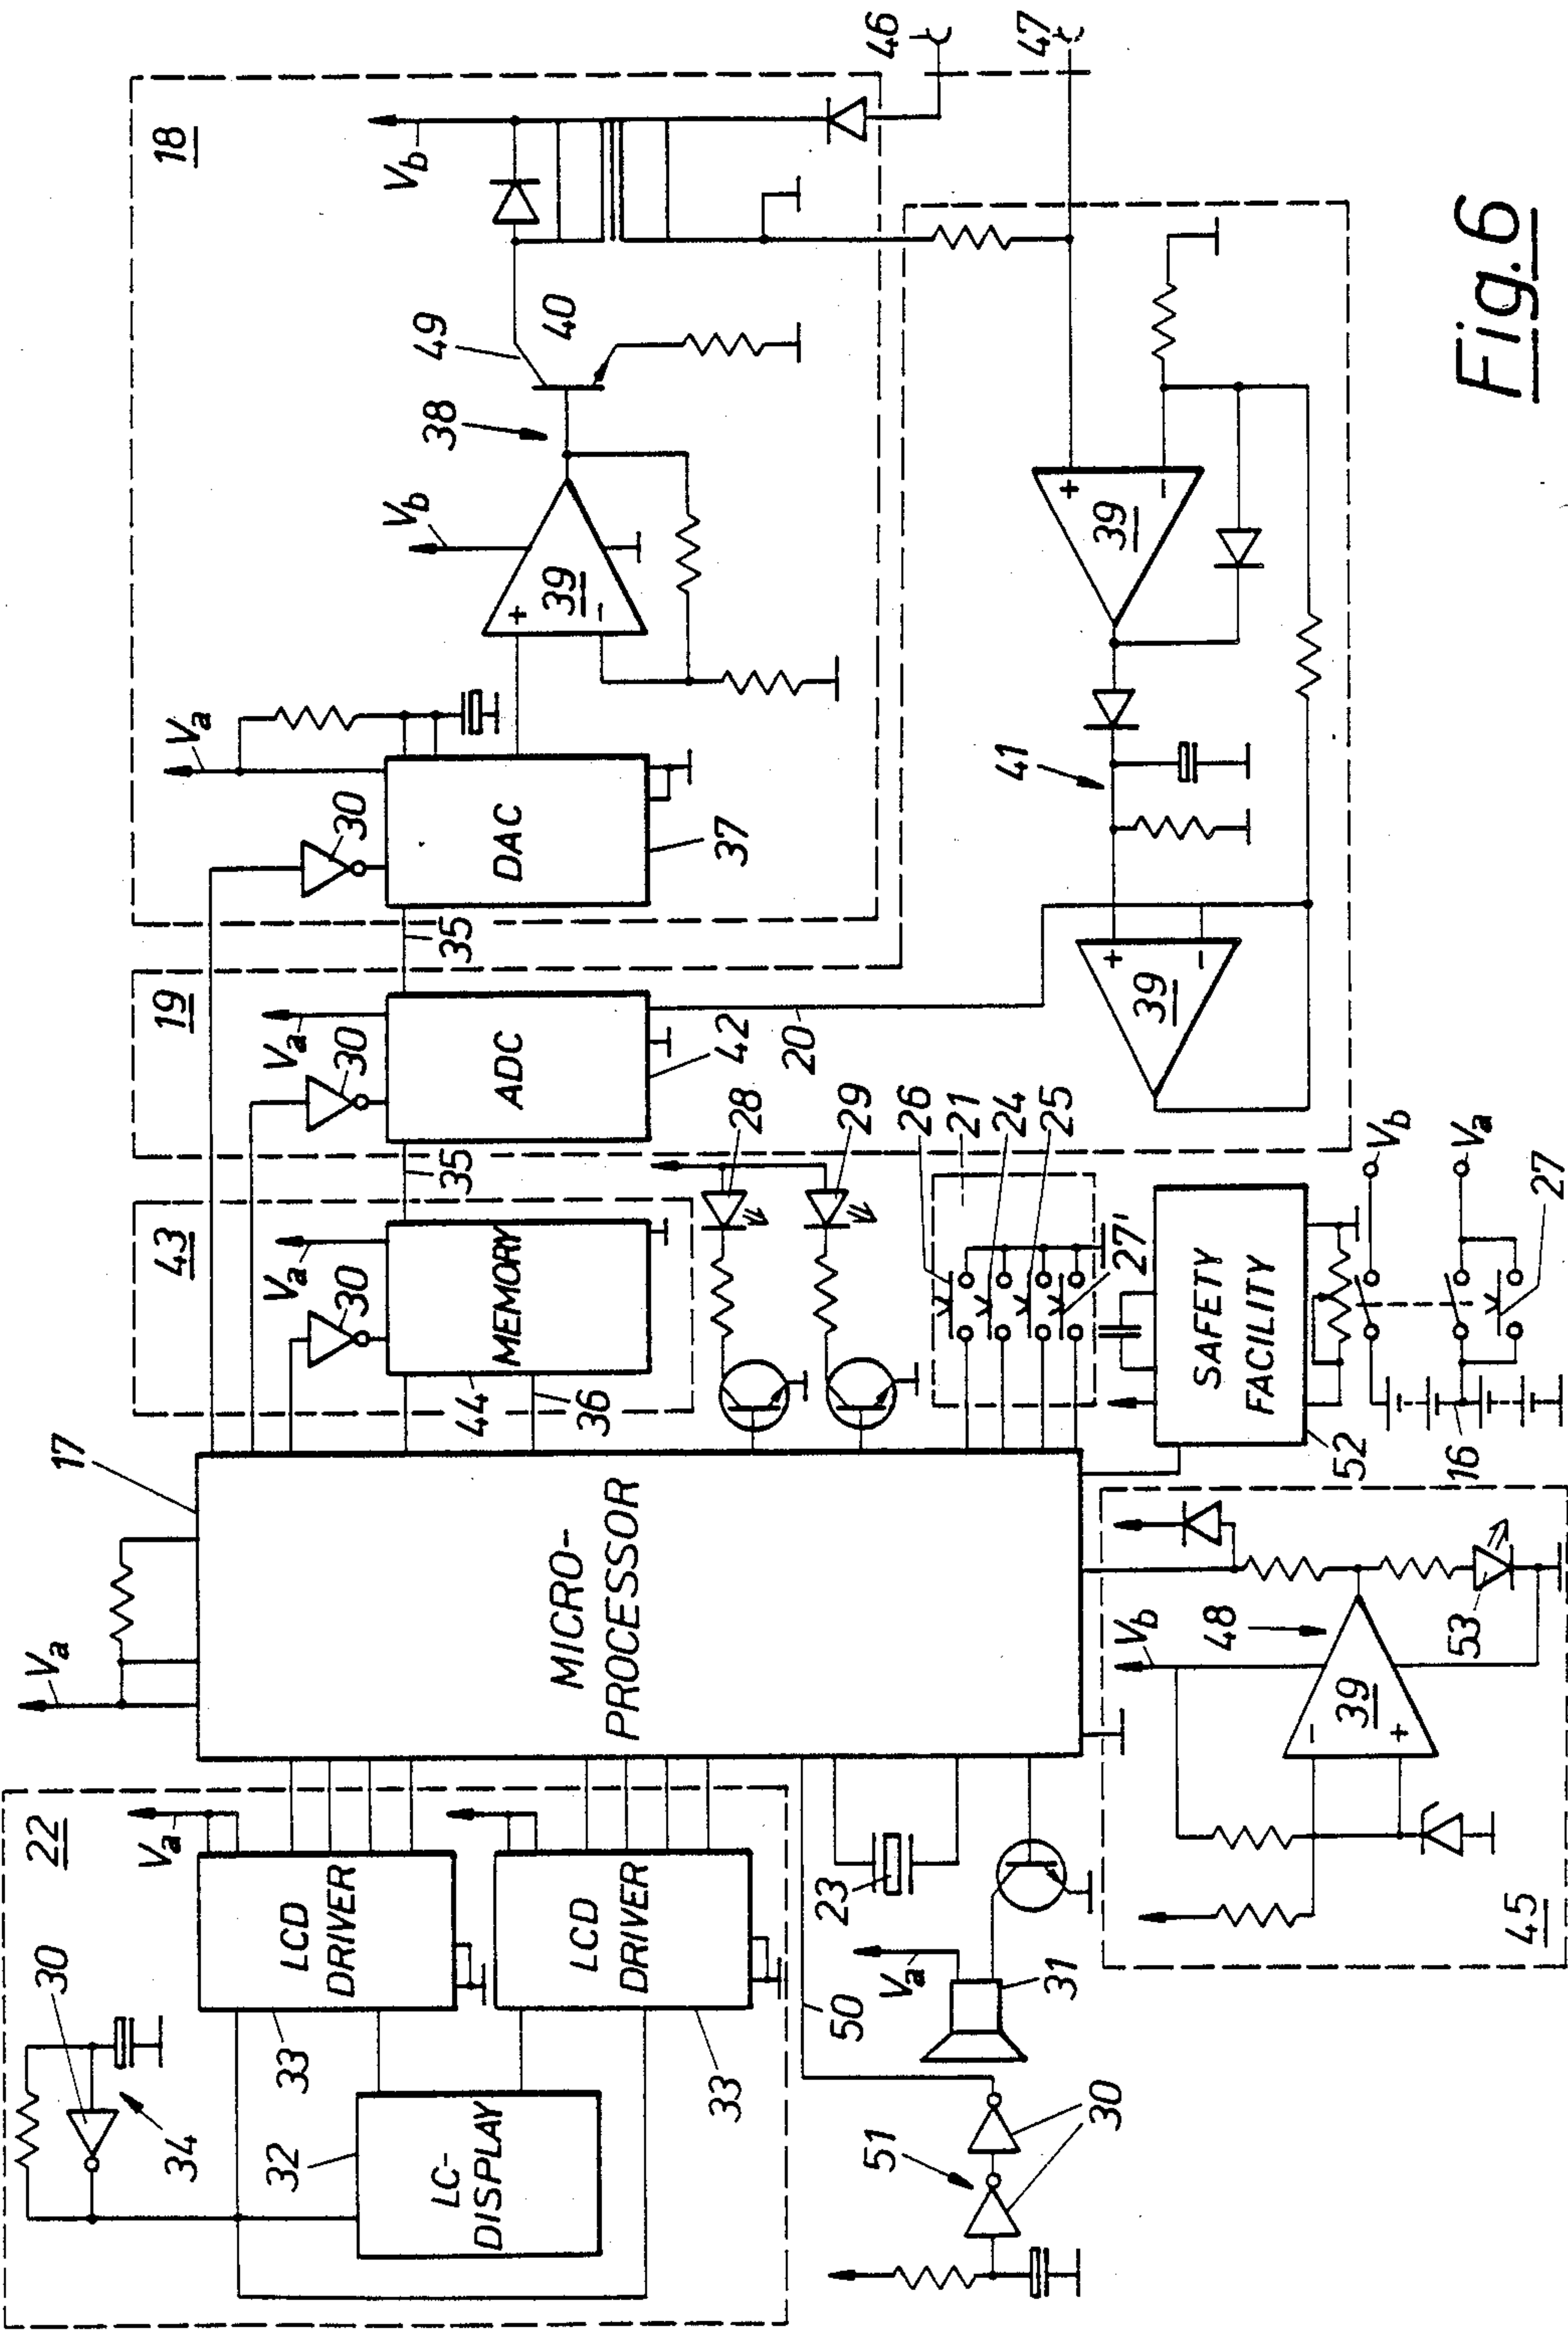 22
30
34
LCD DRIVER
33
Va
LC-DISPLAY
32
LCD DRIVER
33
50
51
30
Va
31
23
Va
17
MICRO-PROCESSOR
45
39
-
+
48
Vb
53
43
30
Va
MEMORY
44
36
35
28
29
26
21
24
25
27'
SAFETY FACILITY
52
16
Vb
Va
27
19
30
Va
ADC
42
20
35
18
30
Va
DAC
37
39
+
-
Vb
38
49
40
Vb
46
47
39
+
-
41
39
+
-
Fig.6